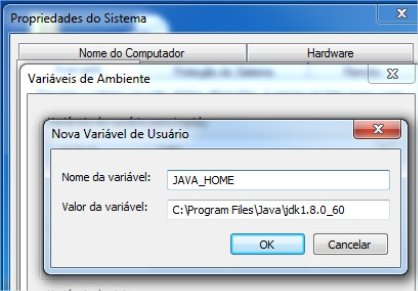 Propriedades do Sistema
Nome do Computador
Hardware
Variáveis de Ambiente
Nova Variável de Usuário
Nome da variável:
JAVA_HOME
Valor da variável:
C:\Program Files\Java\jdk1.8.0_60
OK
Cancelar